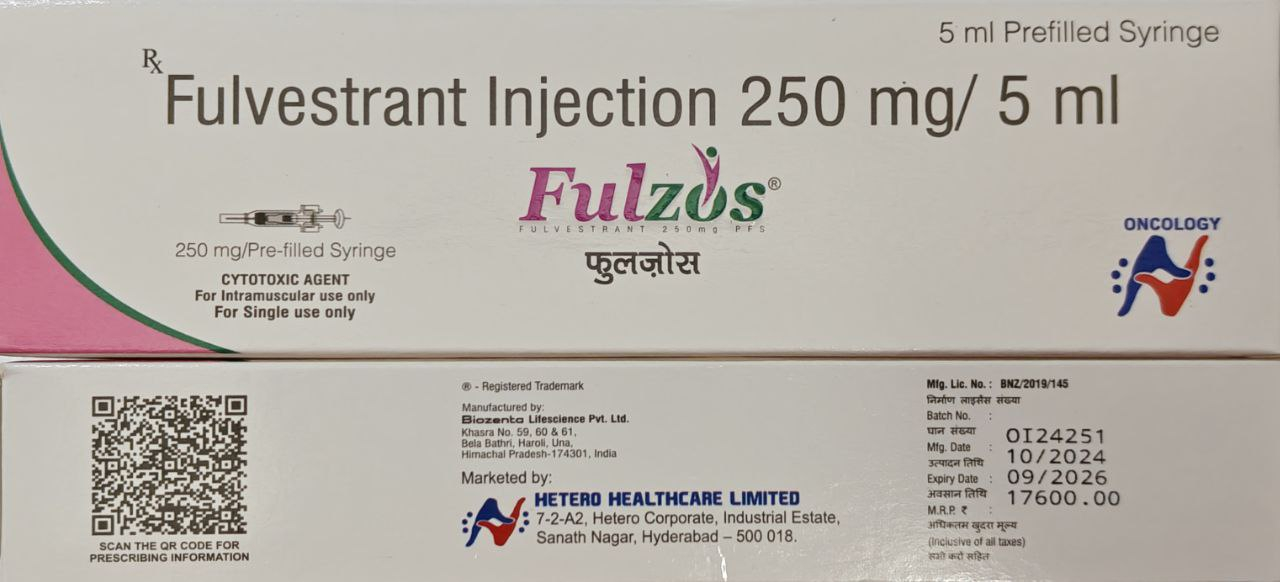 5 ml Prefilled Syringe
Rx
Fulvestrant Injection 250 mg/ 5 ml
Fulzos®
FULVESTRANT 250mg PFS
फुलज़ोस
250 mg/Pre-filled Syringe
CYTOTOXIC AGENT
For Intramuscular use only
For Single use only
ONCOLOGY
SCAN THE QR CODE FOR
PRESCRIBING INFORMATION
® - Registered Trademark
Manufactured by:
Biozenta Lifescience Pvt. Ltd.
Khasra No. 59, 60 & 61,
Bela Bathri, Haroli, Una,
Himachal Pradesh-174301, India
Marketed by:
HETERO HEALTHCARE LIMITED
7-2-A2, Hetero Corporate, Industrial Estate,
Sanath Nagar, Hyderabad – 500 018.
Mfg. Lic. No. : BNZ/2019/145
निर्माण लाइसेंस संख्या
Batch No. :
घान संख्या OI24251
Mfg. Date : 10/2024
उत्पादन तिथि
Expiry Date : 09/2026
अवसान तिथि 17600.00
M.R.P. ₹ :
अधिकतम खुदरा मूल्य
(Inclusive of all taxes)
सभी करों सहित